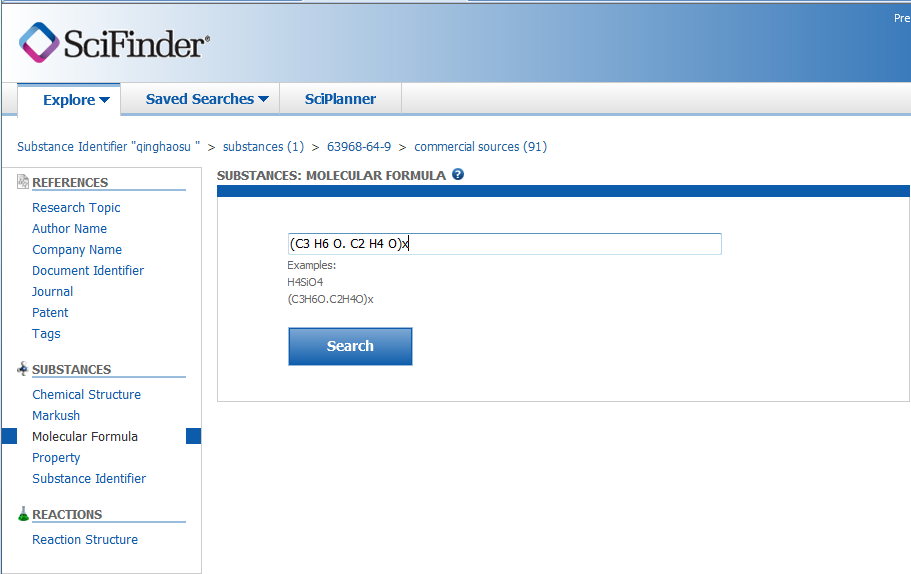 Pre
SciFinder®
Explore Saved Searches SciPlanner
Substance Identifier "qinghaosu " > substances (1) > 63968-64-9 > commercial sources (91)
REFERENCES
Research Topic
Author Name
Company Name
Document Identifier
Journal
Patent
Tags
SUBSTANCES
Chemical Structure
Markush
Molecular Formula
Property
Substance Identifier
REACTIONS
Reaction Structure
SUBSTANCES: MOLECULAR FORMULA ?
(C3 H6 O. C2 H4 O)x
Examples:
H4SiO4
(C3H6O.C2H4O)x
Search